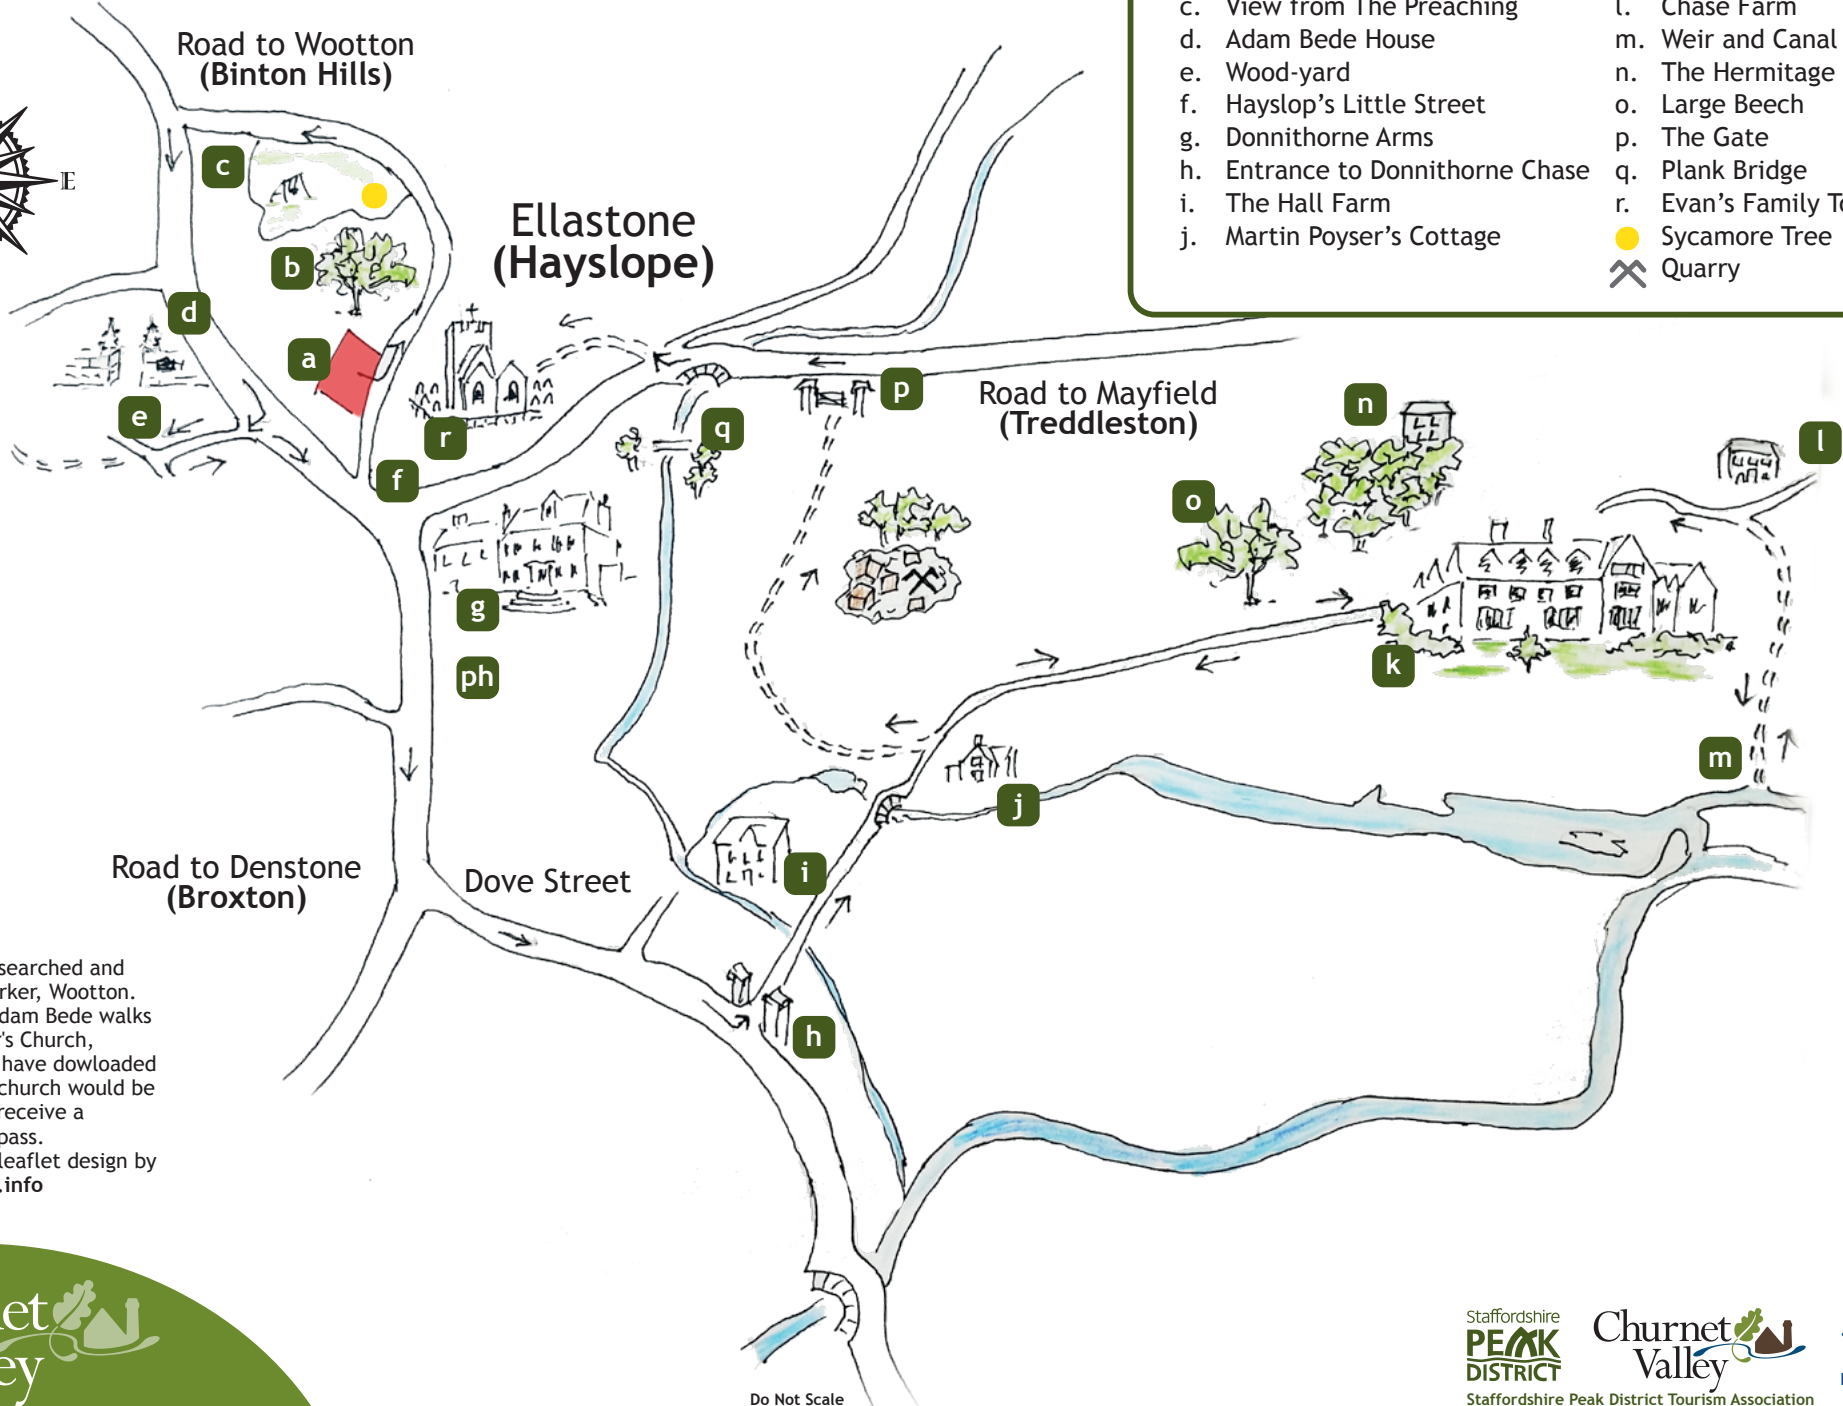 Road to Wootton
(Binton Hills)
E
Ellastone
(Hayslope)
c. View from The Preaching
d. Adam Bede House
e. Wood-yard
f. Hayslop's Little Street
g. Donnithorne Arms
h. Entrance to Donnithorne Chase
i. The Hall Farm
j. Martin Poyser's Cottage
l. Chase Farm
m. Weir and Canal
n. The Hermitage
o. Large Beech
p. The Gate
q. Plank Bridge
r. Evan's Family To
Sycamore Tree
Quarry
c
b
d
a
e
r
f
q
p
Road to Mayfield
(Treddleston)
n
l
o
g
ph
k
m
j
i
h
Road to Denstone
(Broxton)
Dove Street
searched and
rker, Wootton.
dam Bede walks
r's Church,
have dowloaded
church would be
receive a
pass.
leaflet design by
.info
et
ey
Do Not Scale
Staffordshire
PEAK
DISTRICT
Churnet
Valley
Staffordshire Peak District Tourism Association